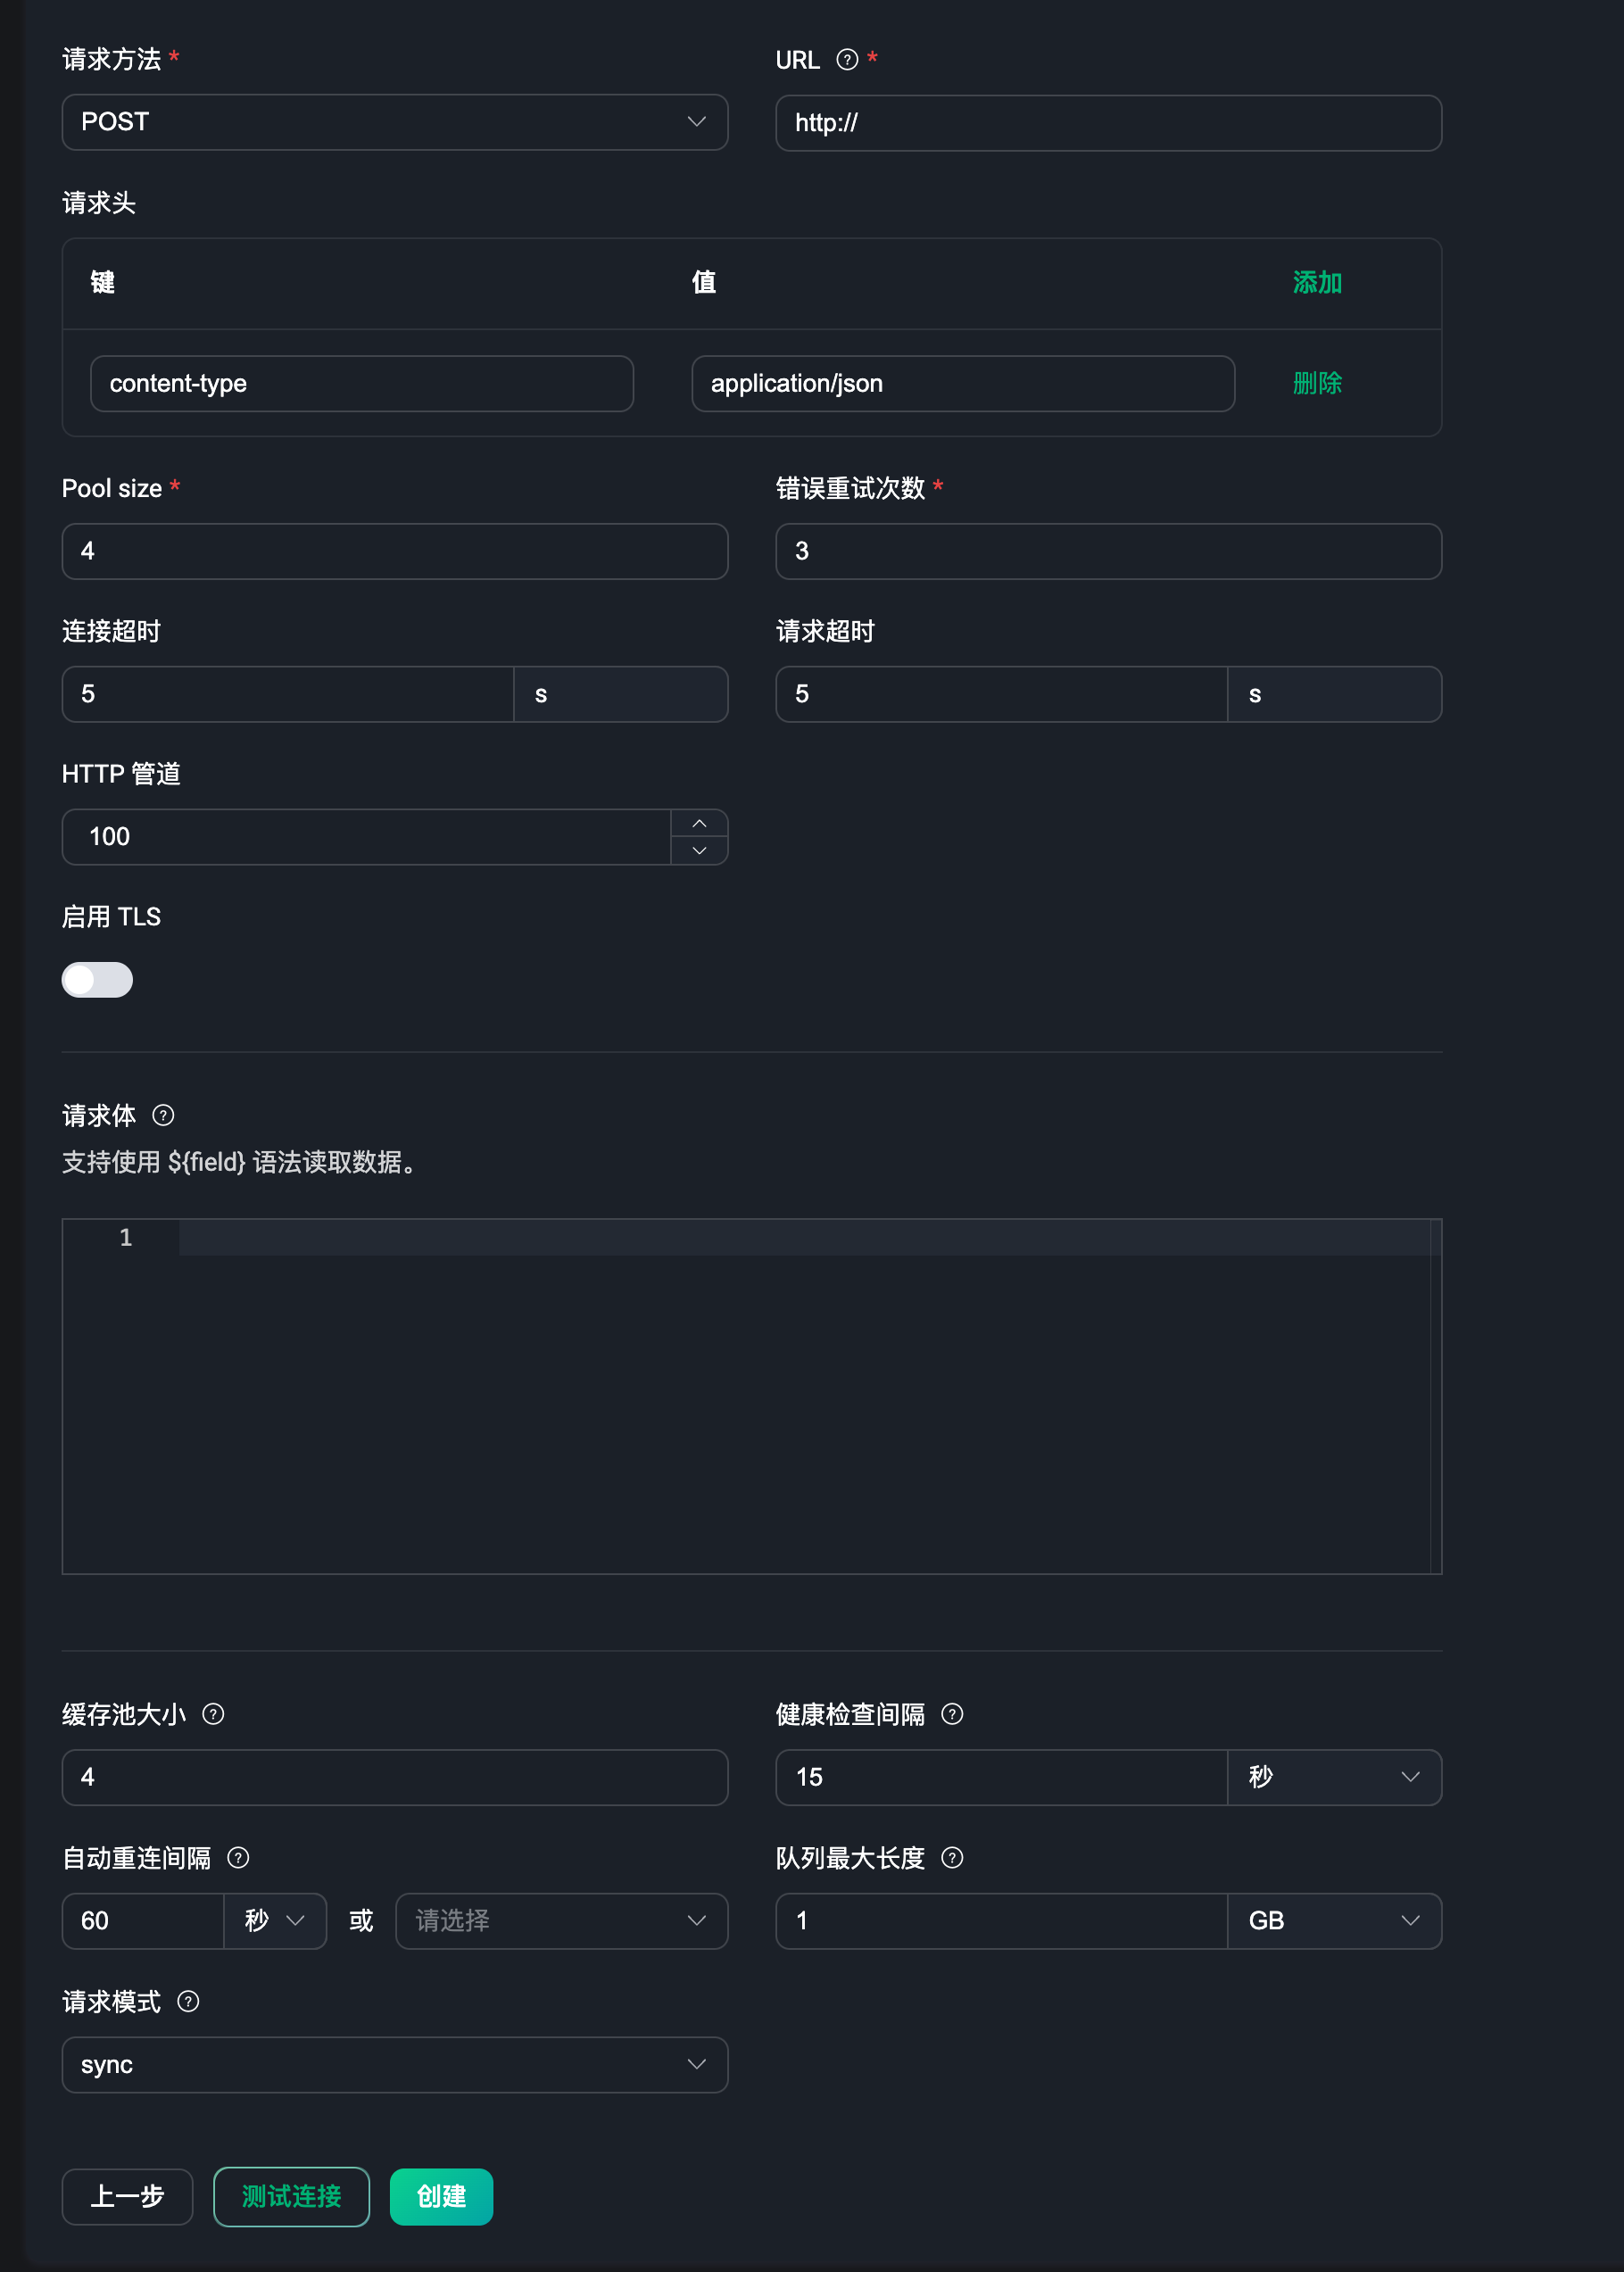 请求方法 *
URL ? *
POST
http://
请求头
键 值 添加
content-type application/json 删除
Pool size *
错误重试次数 *
4
3
连接超时
请求超时
5 s
5 s
HTTP 管道
100
启用 TLS
请求体 ?
支持使用 ${field} 语法读取数据。
1
缓存池大小 ?
健康检查间隔 ?
4
15 秒
自动重连间隔 ?
队列最大长度 ?
60 秒 或 请选择
1 GB
请求模式 ?
sync
上一步 测试连接 创建